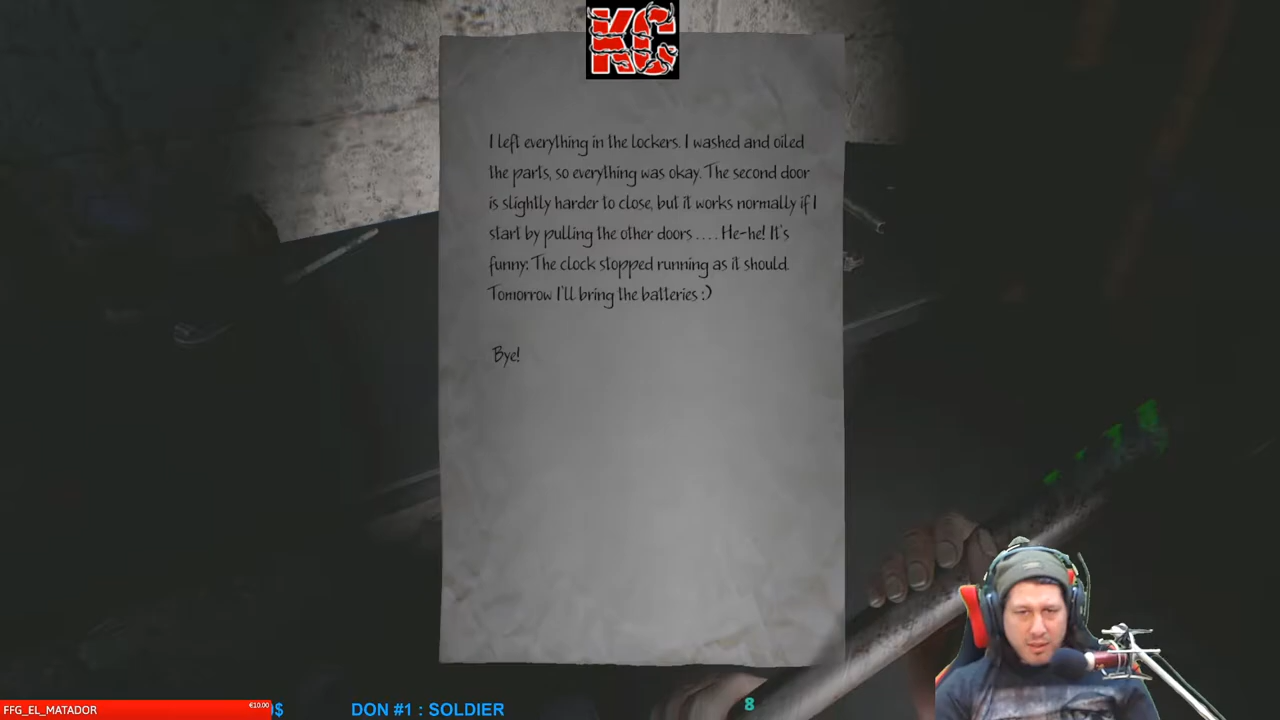 KC
I left everything in the lockers. I washed and oiled
the parts, so everything was okay. The second door
is slightly harder to close, but it works normally if I
start by pulling the other doors .... He-he! It's
funny: The clock stopped running as it should.
Tomorrow I'll bring the batteries :)
Bye!
FFG_EL_MATADOR €10.00 $ DON #1 : SOLDIER 8